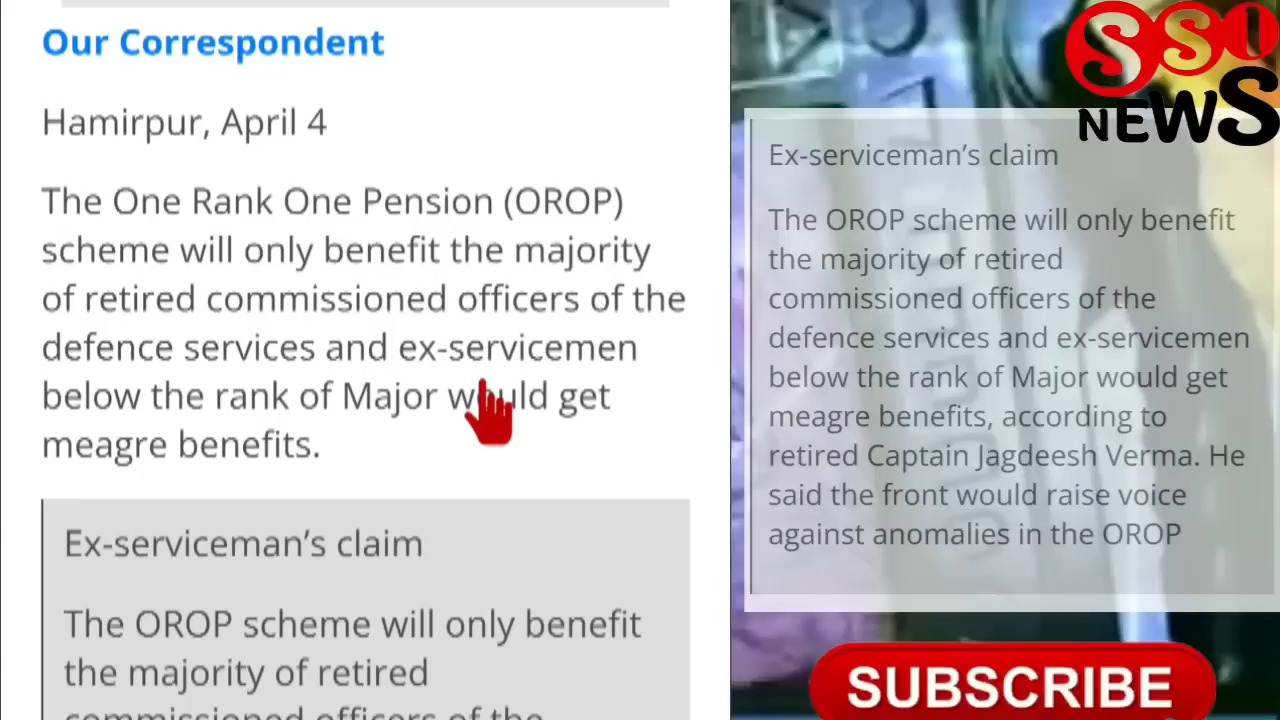 Our Correspondent
Hamirpur, April 4
The One Rank One Pension (OROP)
scheme will only benefit the majority
of retired commissioned officers of the
defence services and ex-servicemen
below the rank of Major would get
meagre benefits.
Ex-serviceman’s claim
The OROP scheme will only benefit
the majority of retired
commissioned officers of the
SSO
NEWS
Ex-serviceman’s claim
The OROP scheme will only benefit
the majority of retired
commissioned officers of the
defence services and ex-servicemen
below the rank of Major would get
meagre benefits, according to
retired Captain Jagdeesh Verma. He
said the front would raise voice
against anomalies in the OROP
SUBSCRIBE